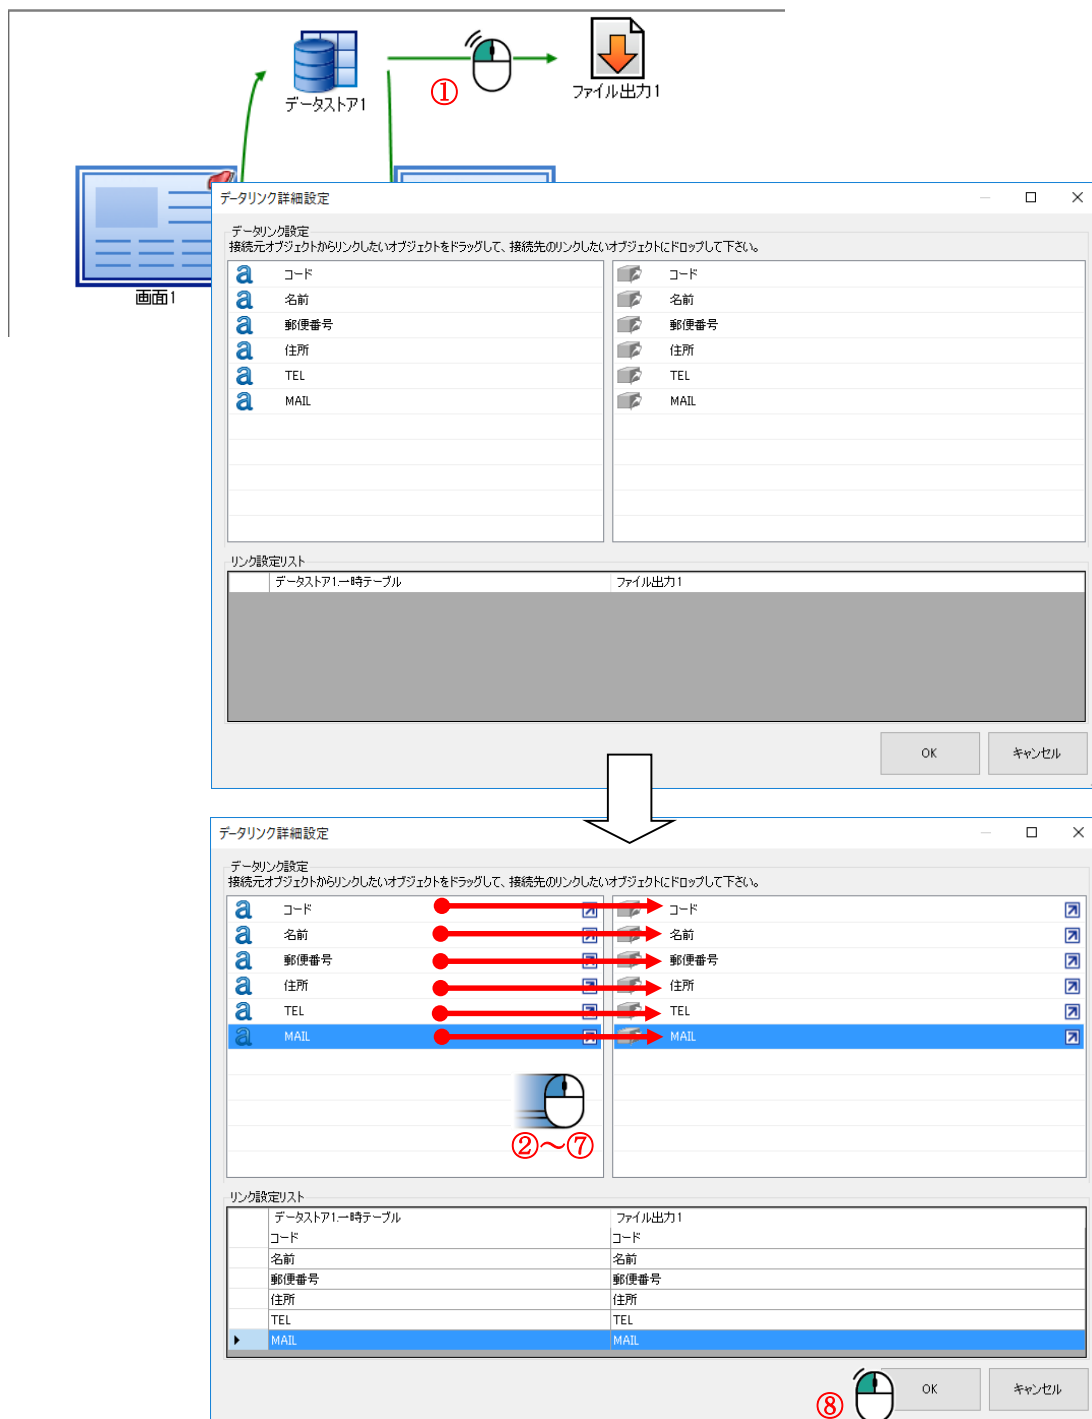 ①
データストア1
ファイル出力1
画面1
データリンク詳細設定
データリンク設定
接続元オブジェクトからリンクしたいオブジェクトをドラッグして、接続先のリンクしたいオブジェクトにドロップして下さい。
コード コード
名前 名前
郵便番号 郵便番号
住所 住所
TEL TEL
MAIL MAIL
リンク設定リスト
データストア1.一時テーブル ファイル出力1
OK キャンセル
データリンク詳細設定
データリンク設定
接続元オブジェクトからリンクしたいオブジェクトをドラッグして、接続先のリンクしたいオブジェクトにドロップして下さい。
コード コード
名前 名前
郵便番号 郵便番号
住所 住所
TEL TEL
MAIL MAIL
②～⑦
リンク設定リスト
データストア1.一時テーブル ファイル出力1
コード コード
名前 名前
郵便番号 郵便番号
住所 住所
TEL TEL
MAIL MAIL
⑧ OK キャンセル